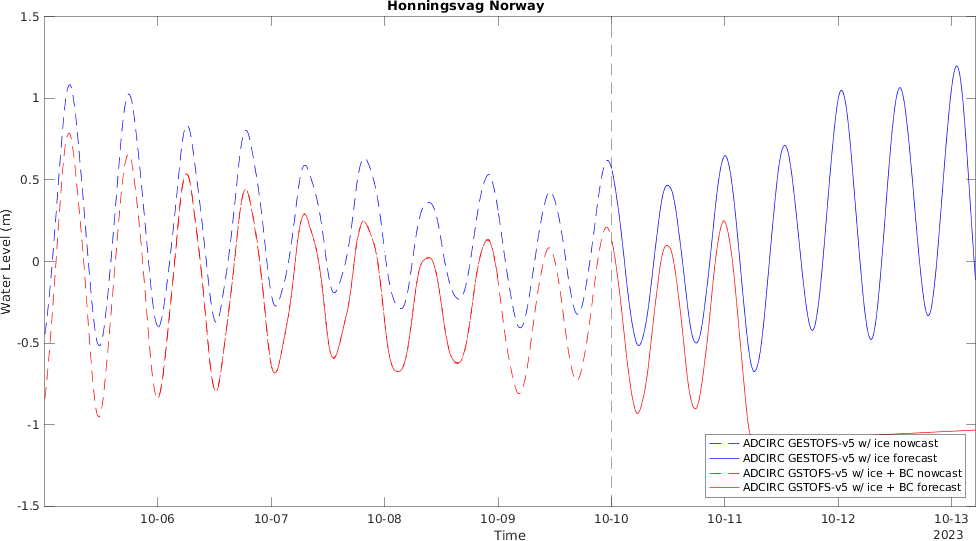 Honningsvag Norway
1.5
1
0.5
0
-0.5
-1
-1.5
Water Level (m)
10-06
10-07
10-08
10-09
10-10
10-11
10-12
10-13
Time
2023
ADCIRC GESTOFS-v5 w/ ice nowcast
ADCIRC GESTOFS-v5 w/ ice forecast
ADCIRC GSTOFS-v5 w/ ice + BC nowcast
ADCIRC GSTOFS-v5 w/ ice + BC forecast